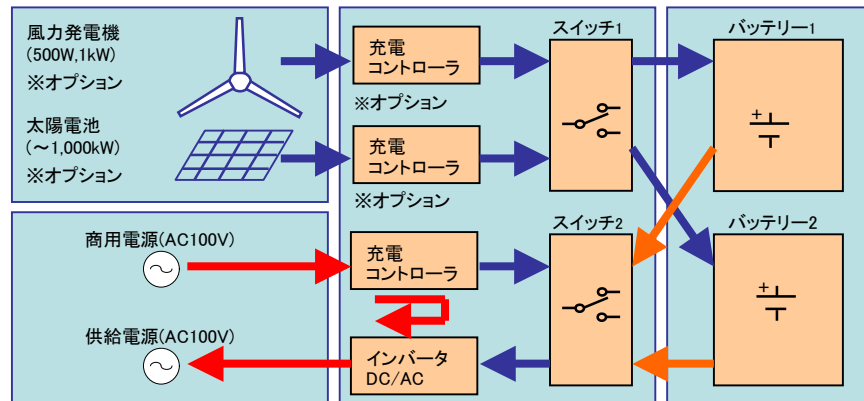 風力発電機
(500W,1kW)
※オプション
太陽電池
(～1,000kW)
※オプション
充電
コントローラ
※オプション
充電
コントローラ
※オプション
スイッチ1
バッテリー1
+
商用電源(AC100V)
供給電源(AC100V)
充電
コントローラ
インバータ
DC/AC
スイッチ2
バッテリー2
+